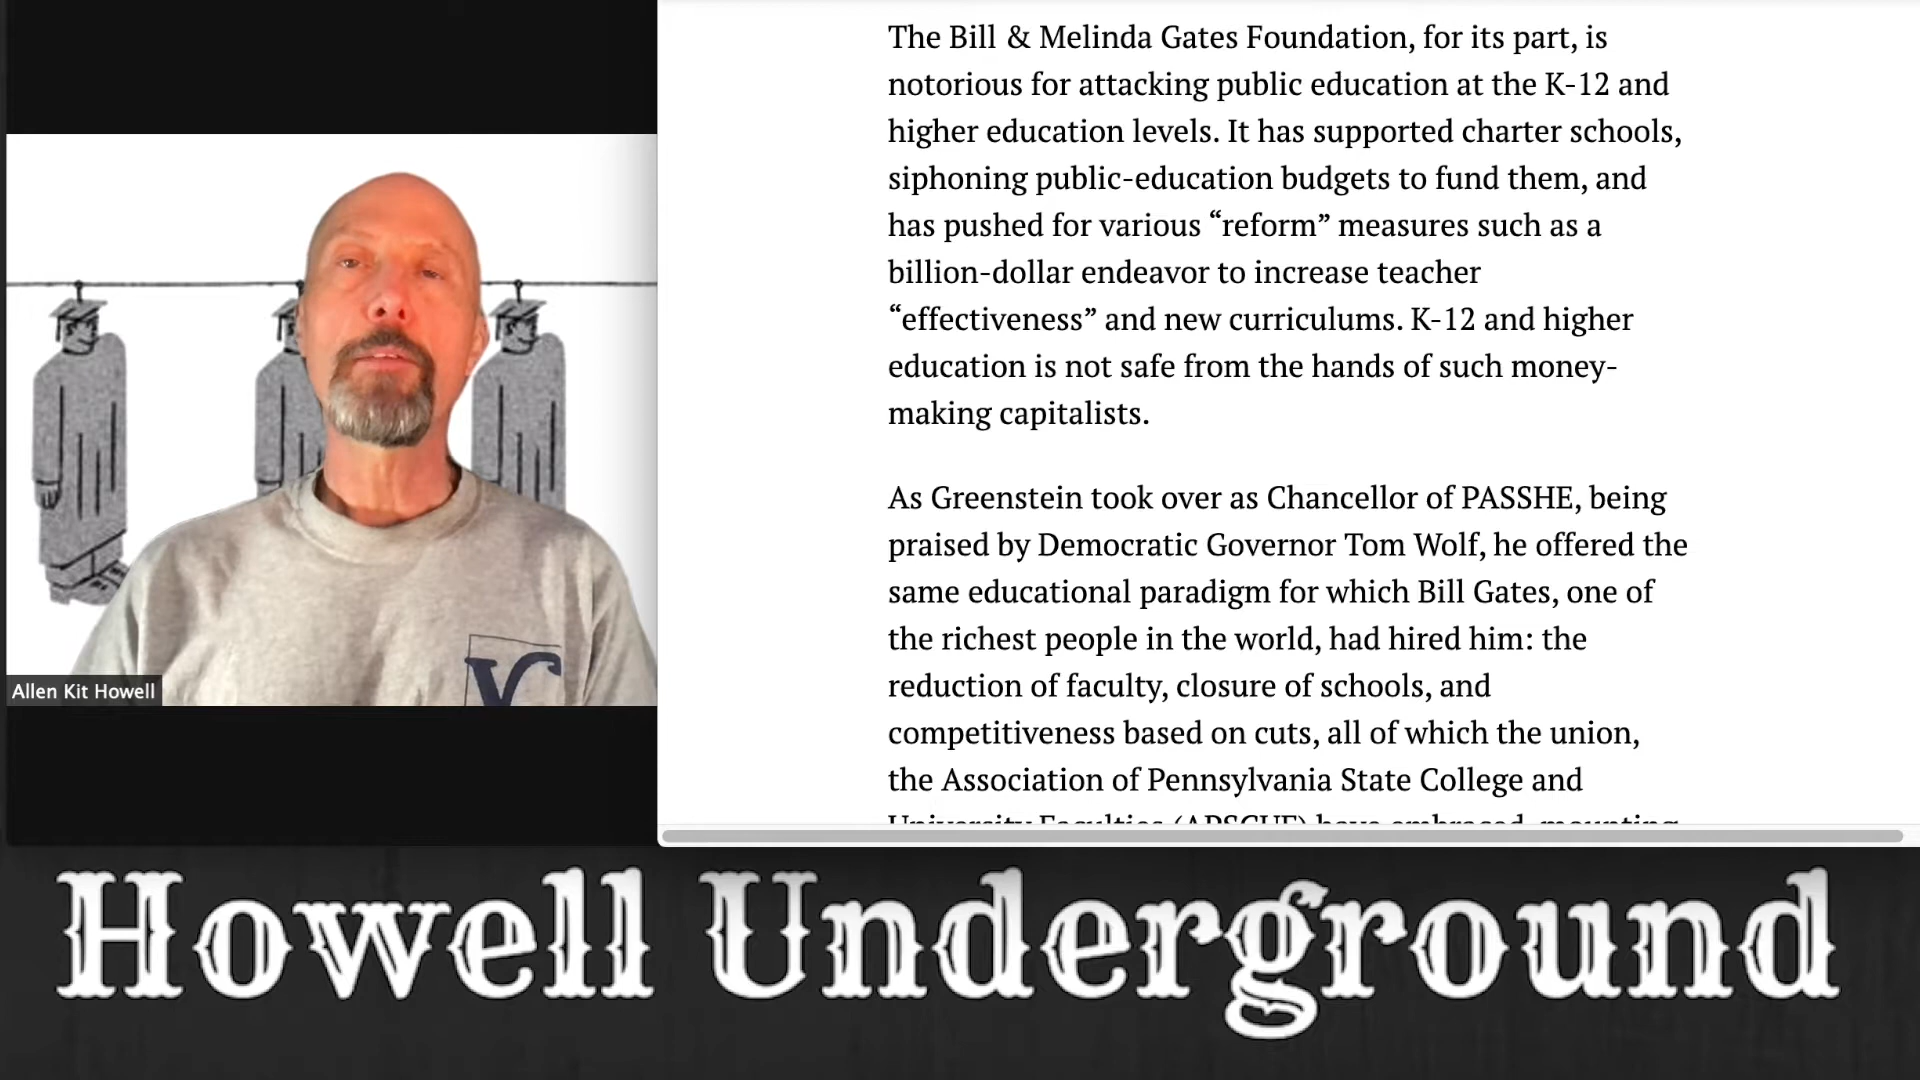 The Bill & Melinda Gates Foundation, for its part, is
notorious for attacking public education at the K-12 and
higher education levels. It has supported charter schools,
siphoning public-education budgets to fund them, and
has pushed for various “reform” measures such as a
billion-dollar endeavor to increase teacher
“effectiveness” and new curriculums. K-12 and higher
education is not safe from the hands of such money-
making capitalists.
As Greenstein took over as Chancellor of PASSHE, being
praised by Democratic Governor Tom Wolf, he offered the
same educational paradigm for which Bill Gates, one of
the richest people in the world, had hired him: the
reduction of faculty, closure of schools, and
competitiveness based on cuts, all of which the union,
the Association of Pennsylvania State College and
University Faculties (APSCUF) have embraced, mounting
Allen Kit Howell
Howell Underground